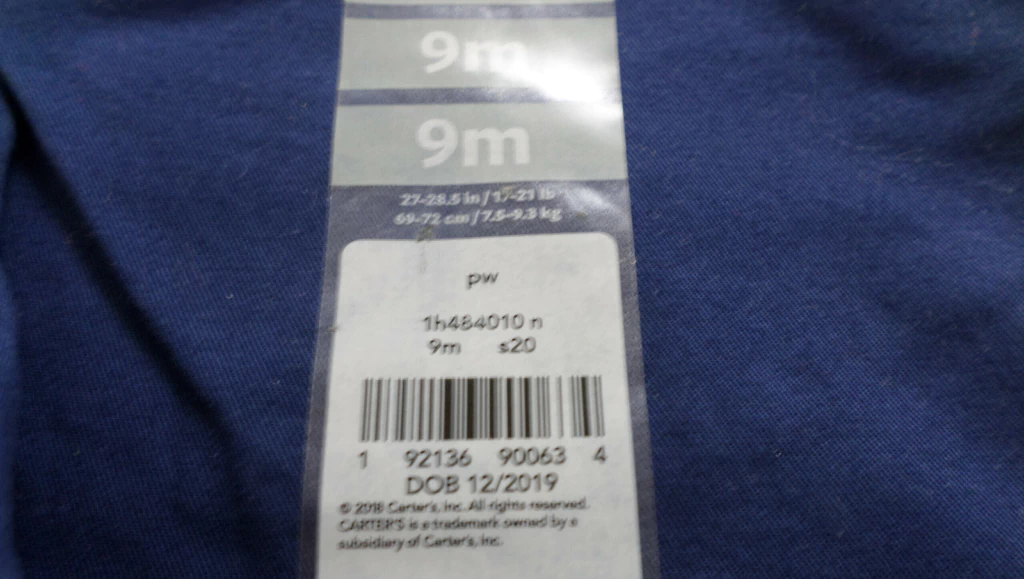 9m
9m
27-28.5 in / 17-21 lb
69-72 cm / 7.5-9.3 kg
pw
1h484010 n
9m s20
1 92136 90063 4
DOB 12/2019
© 2018 Carter's, Inc. All rights reserved.
CARTER'S is a trademark owned by a
subsidiary of Carter's, Inc.